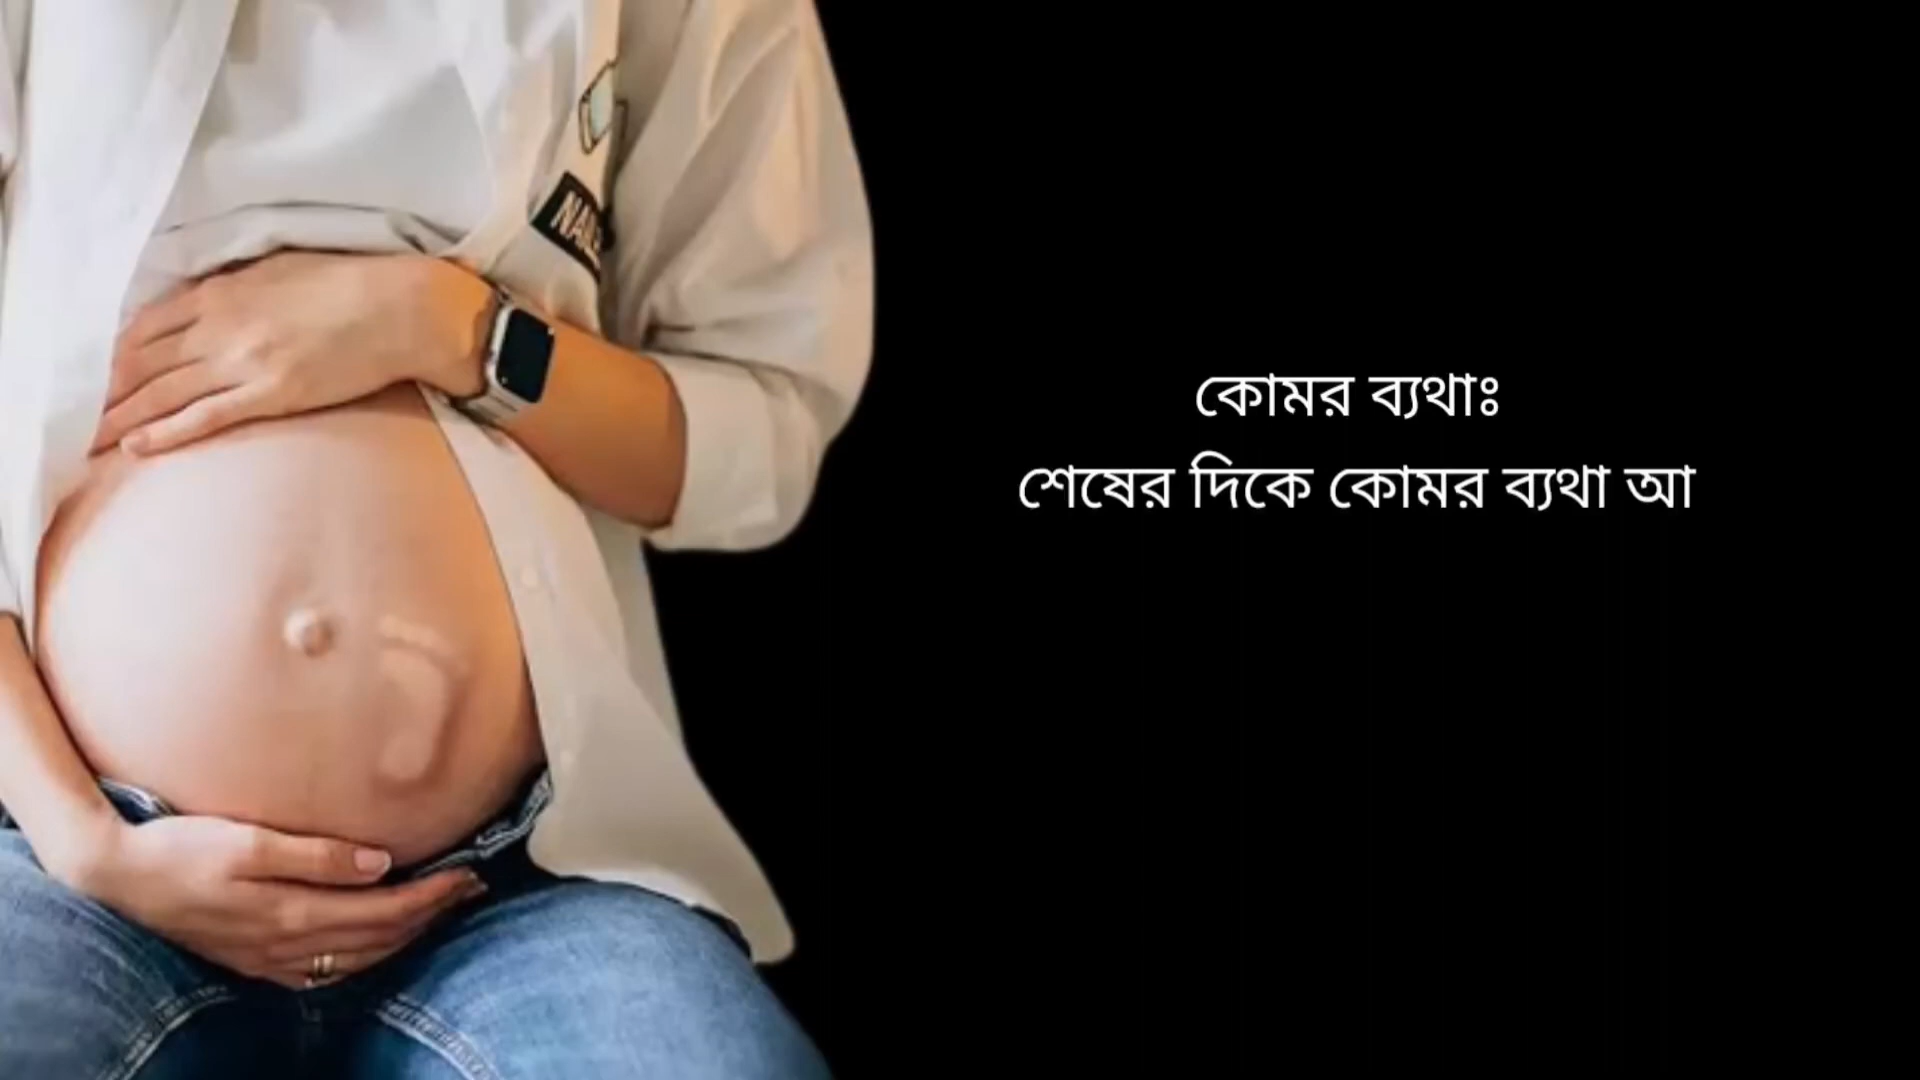 কোমর ব্যথাঃ
শেষের দিকে কোমর ব্যথা আ